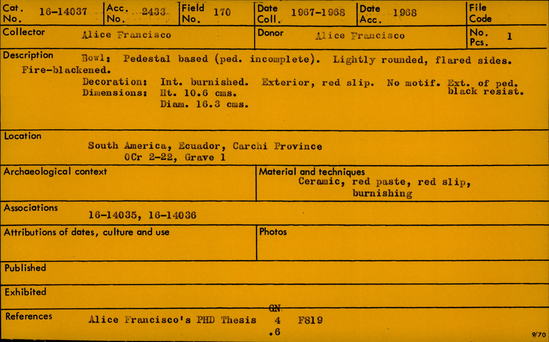 Cat. No. 16-14037 Acc. No. 2433 Field No. 170 Date Coll. 1967-1968 Date Acc. 1968 File Code
Collector Alice Francisco Donor Alice Francisco No. Pcs. 1
Description Bowl: Pedestal based (ped. incomplete). Lightly rounded, flared sides.
Fire-blackened.
Decoration: Int. burnished. Exterior, red slip. No motif. Ext. of ped. black resist.
Dimensions: Ht. 10.6 cms.
Diam. 16.3 cms.
Location
South America, Ecuador, Carchi Province
OCr 2-22, Grave 1
Archaeological context
Material and techniques
Ceramic, red paste, red slip,
burnishing
Associations
16-14035, 16-14036
Attributions of dates, culture and use
Photos
Published
Exhibited
References Alice Francisco's PHD Thesis GN 4 .6 F819
9/70